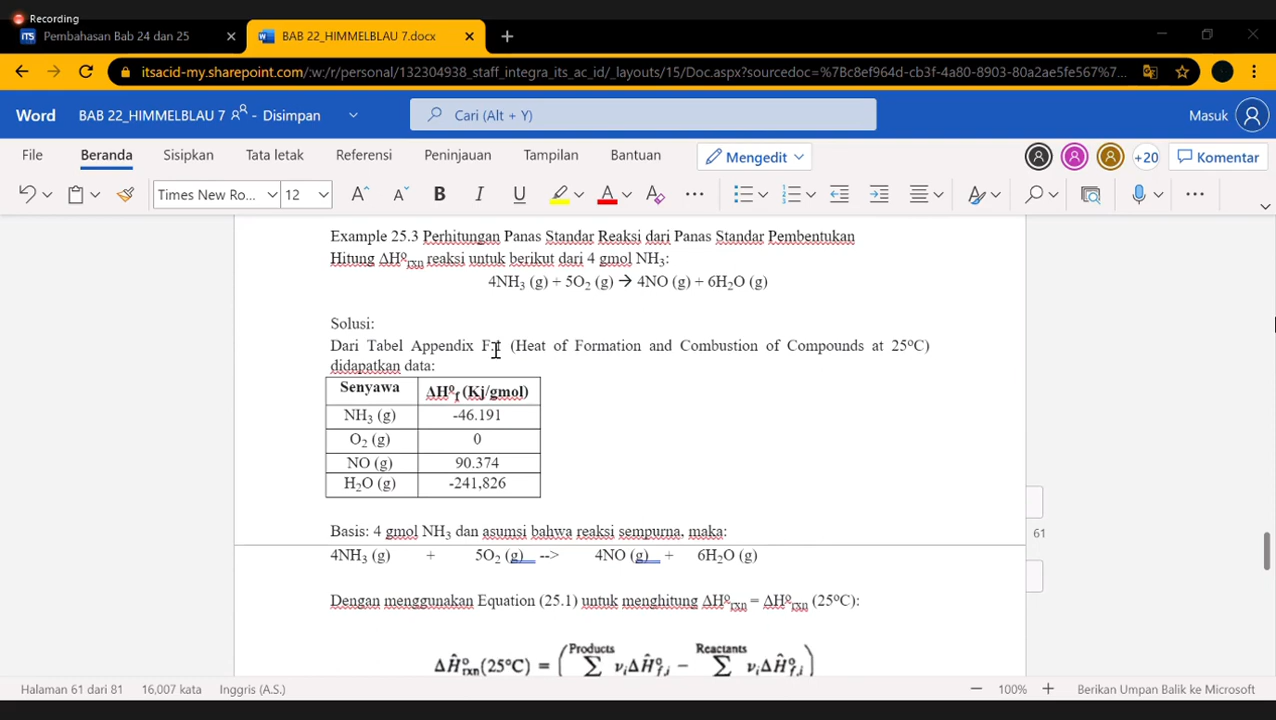 Recording
ITS Pembahasan Bab 24 dan 25
BAB 22_HIMMELBLAU 7.docx
itsacid-my.sharepoint.com/:w:/r/personal/132304938_staff_integra_its_ac_id/_layouts/15/Doc.aspx?sourcedoc=%7Bc8ef964d-cb3f-4a80-8903-80a2ae5fe567%7...
Word BAB 22_HIMMELBLAU 7 - Disimpan
Cari (Alt + Y)
Masuk
File Beranda Sisipkan Tata letak Referensi Peninjauan Tampilan Bantuan Mengedit +20 Komentar
Times New Ro... 12 A A B I U A A ...
Example 25.3 Perhitungan Panas Standar Reaksi dari Panas Standar Pembentukan
Hitung ΔH°rxn reaksi untuk berikut dari 4 gmol NH₃:
4NH₃ (g) + 5O₂ (g) → 4NO (g) + 6H₂O (g)
Solusi:
Dari Tabel Appendix (Heat of Formation and Combustion of Compounds at 25°C)
didapatkan data:
Senyawa ΔH°f (Kj/gmol)
NH₃ (g) -46.191
O₂ (g) 0
NO (g) 90.374
H₂O (g) -241,826
Basis: 4 gmol NH₃ dan asumsi bahwa reaksi sempurna, maka:
61
4NH₃ (g) + 5O₂ (g) --> 4NO (g) + 6H₂O (g)
Dengan menggunakan Equation (25.1) untuk menghitung ΔH°rxn = ΔH°rxn (25°C):
Products Reactants
ΔĤ°rxn(25°C) = ( ∑ νᵢΔĤ°f,i − ∑ νᵢΔĤ°f,i )
Halaman 61 dari 81 16,007 kata Inggris (A.S.) 100% Berikan Umpan Balik ke Microsoft